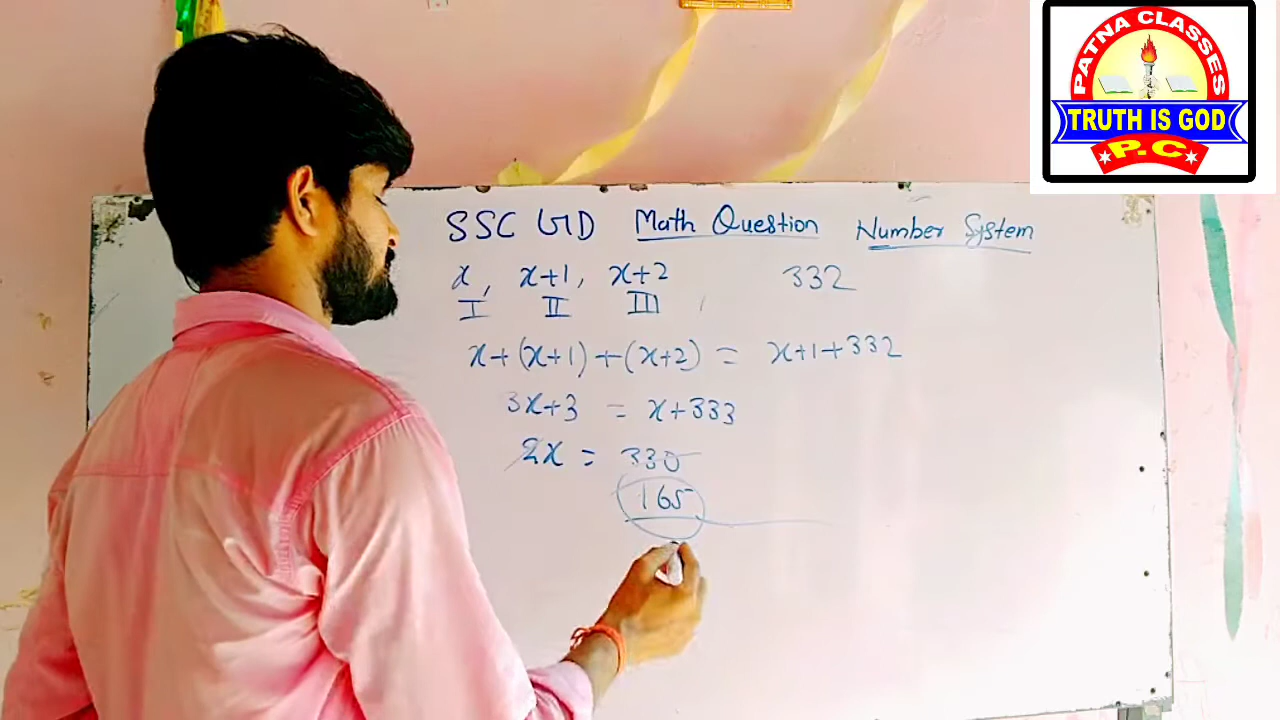 PATNA CLASSES
TRUTH IS GOD
P.C
SSC GD Math Question Number System
x, x+1, x+2 332
I II III
x+(x+1)+(x+2) = x+1+332
3x+3 = x+333
2x = 330
165